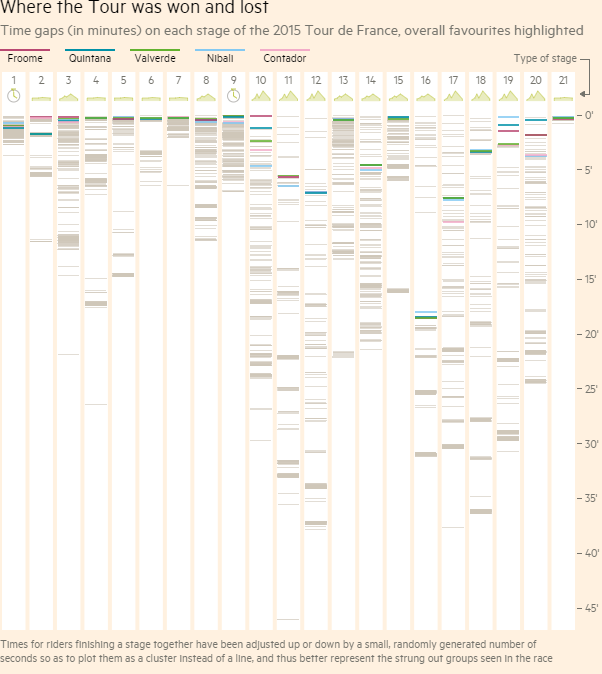 Where the Tour was won and lost
Time gaps (in minutes) on each stage of the 2015 Tour de France, overall favourites highlighted
Froome Quintana Valverde Nibali Contador Type of stage
1 2 3 4 5 6 7 8 9 10 11 12 13 14 15 16 17 18 19 20 21
0'
5'
10'
15'
20'
25'
30'
35'
40'
45'
Times for riders finishing a stage together have been adjusted up or down by a small, randomly generated number of
seconds so as to plot them as a cluster instead of a line, and thus better represent the strung out groups seen in the race